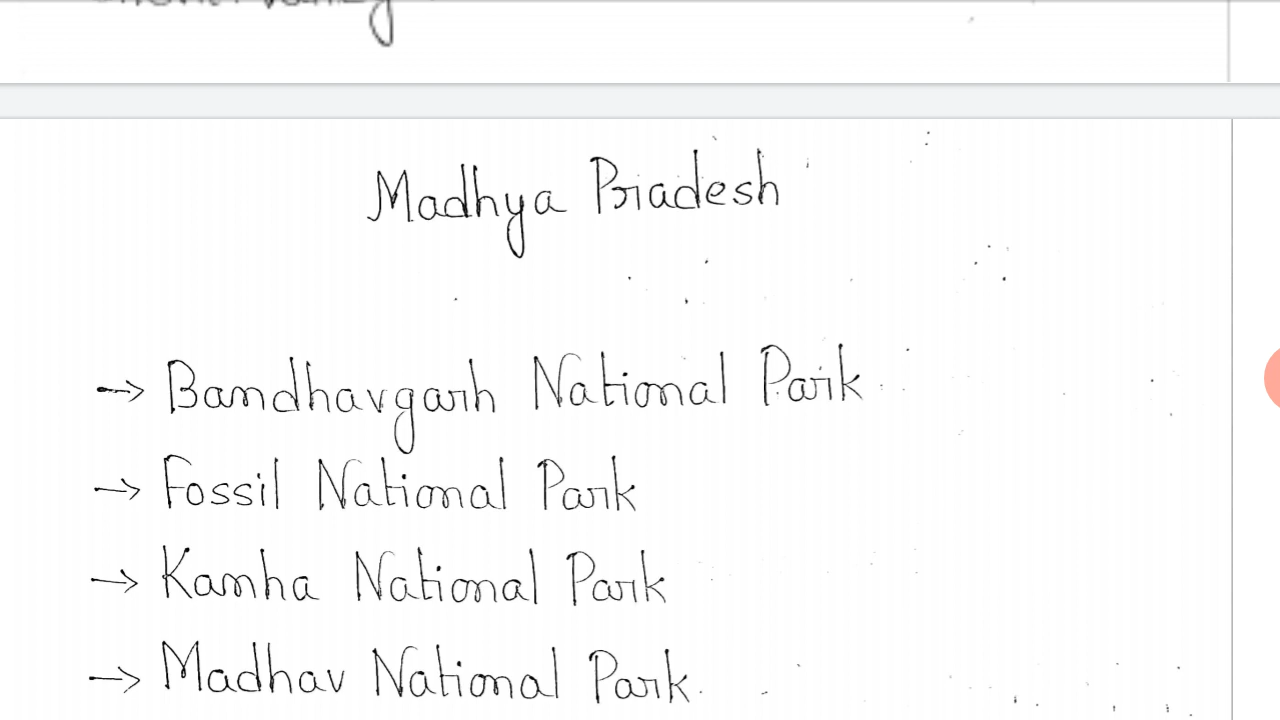 Madhya Pradesh
→ Bandhavgarh National Park
→ Fossil National Park
→ Kanha National Park
→ Madhav National Park